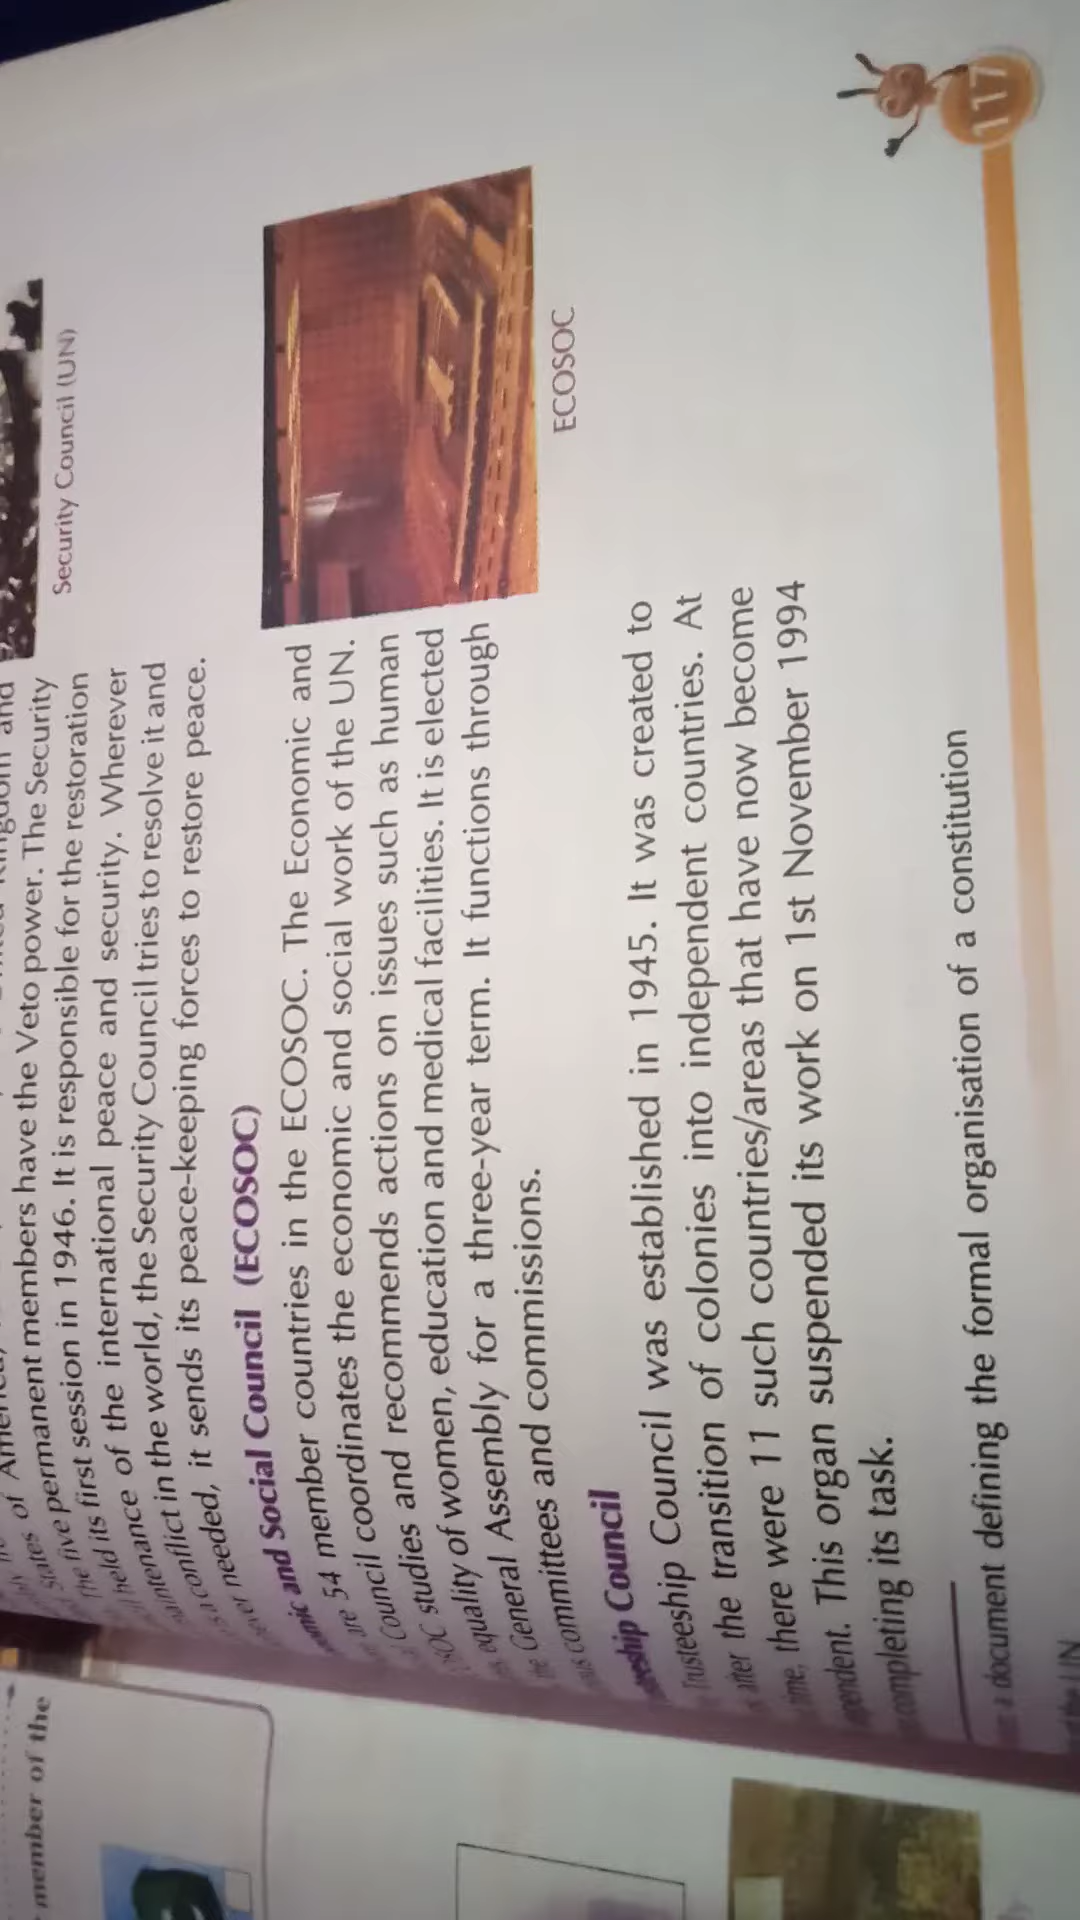 States of
five permanent members have the Veto power. The Security
held its first session in 1946. It is responsible for the restoration
maintenance of the international peace and security. Wherever
is a conflict in the world, the Security Council tries to resolve it and
needed, it sends its peace-keeping forces to restore peace.
Security Council (UN)
and Social Council (ECOSOC)
are 54 member countries in the ECOSOC. The Economic and
Council coordinates the economic and social work of the UN.
studies and recommends actions on issues such as human
equality of women, education and medical facilities. It is elected
General Assembly for a three-year term. It functions through
committees and commissions.
ECOSOC
Council
Trusteeship Council was established in 1945. It was created to
after the transition of colonies into independent countries. At
time, there were 11 such countries/areas that have now become
This organ suspended its work on 1st November 1994
completing its task.
a document defining the formal organisation of a constitution
117
member of the